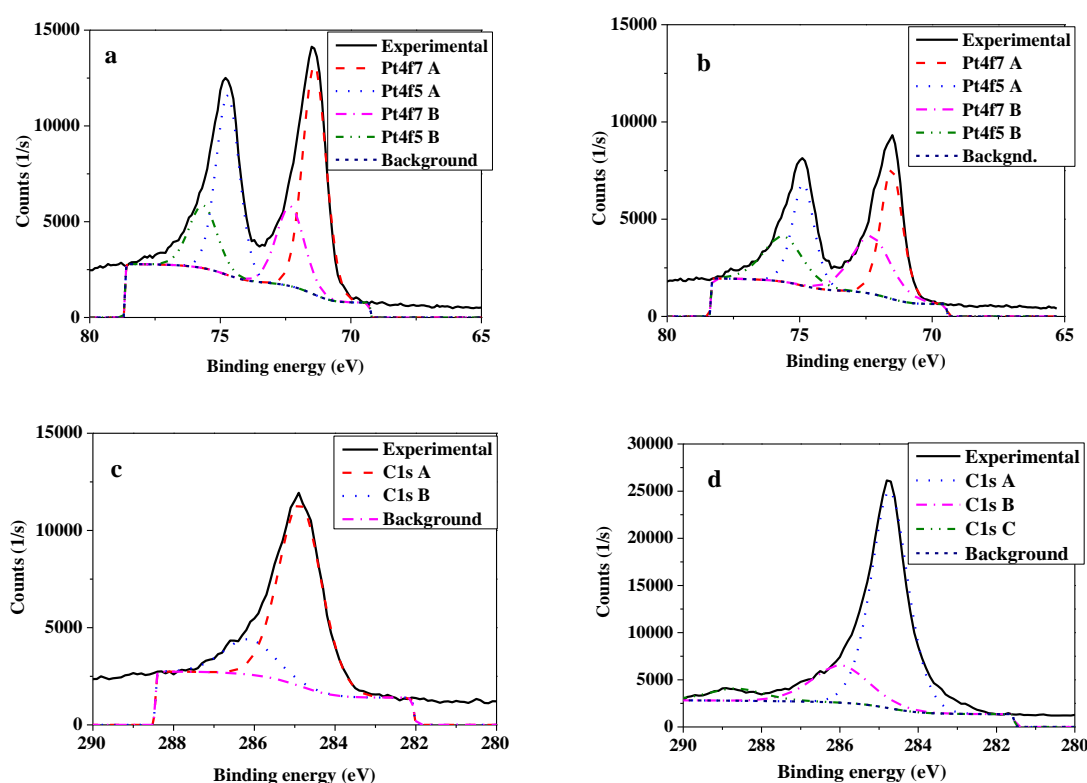 a
Experimental
Pt4f7 A
Pt4f5 A
Pt4f7 B
Pt4f5 B
Background
15000
10000
5000
0
Counts (1/s)
80 75 70 65
Binding energy (eV)
b
Experimental
Pt4f7 A
Pt4f5 A
Pt4f7 B
Pt4f5 B
Backgnd.
15000
10000
5000
0
Counts (1/s)
80 75 70 65
Binding energy (eV)
c
Experimental
C1s A
C1s B
Background
15000
10000
5000
0
Counts (1/s)
290 288 286 284 282 280
Binding energy (eV)
d
Experimental
C1s A
C1s B
C1s C
Background
30000
25000
20000
15000
10000
5000
0
Counts (1/s)
290 288 286 284 282 280
Binding energy (eV)